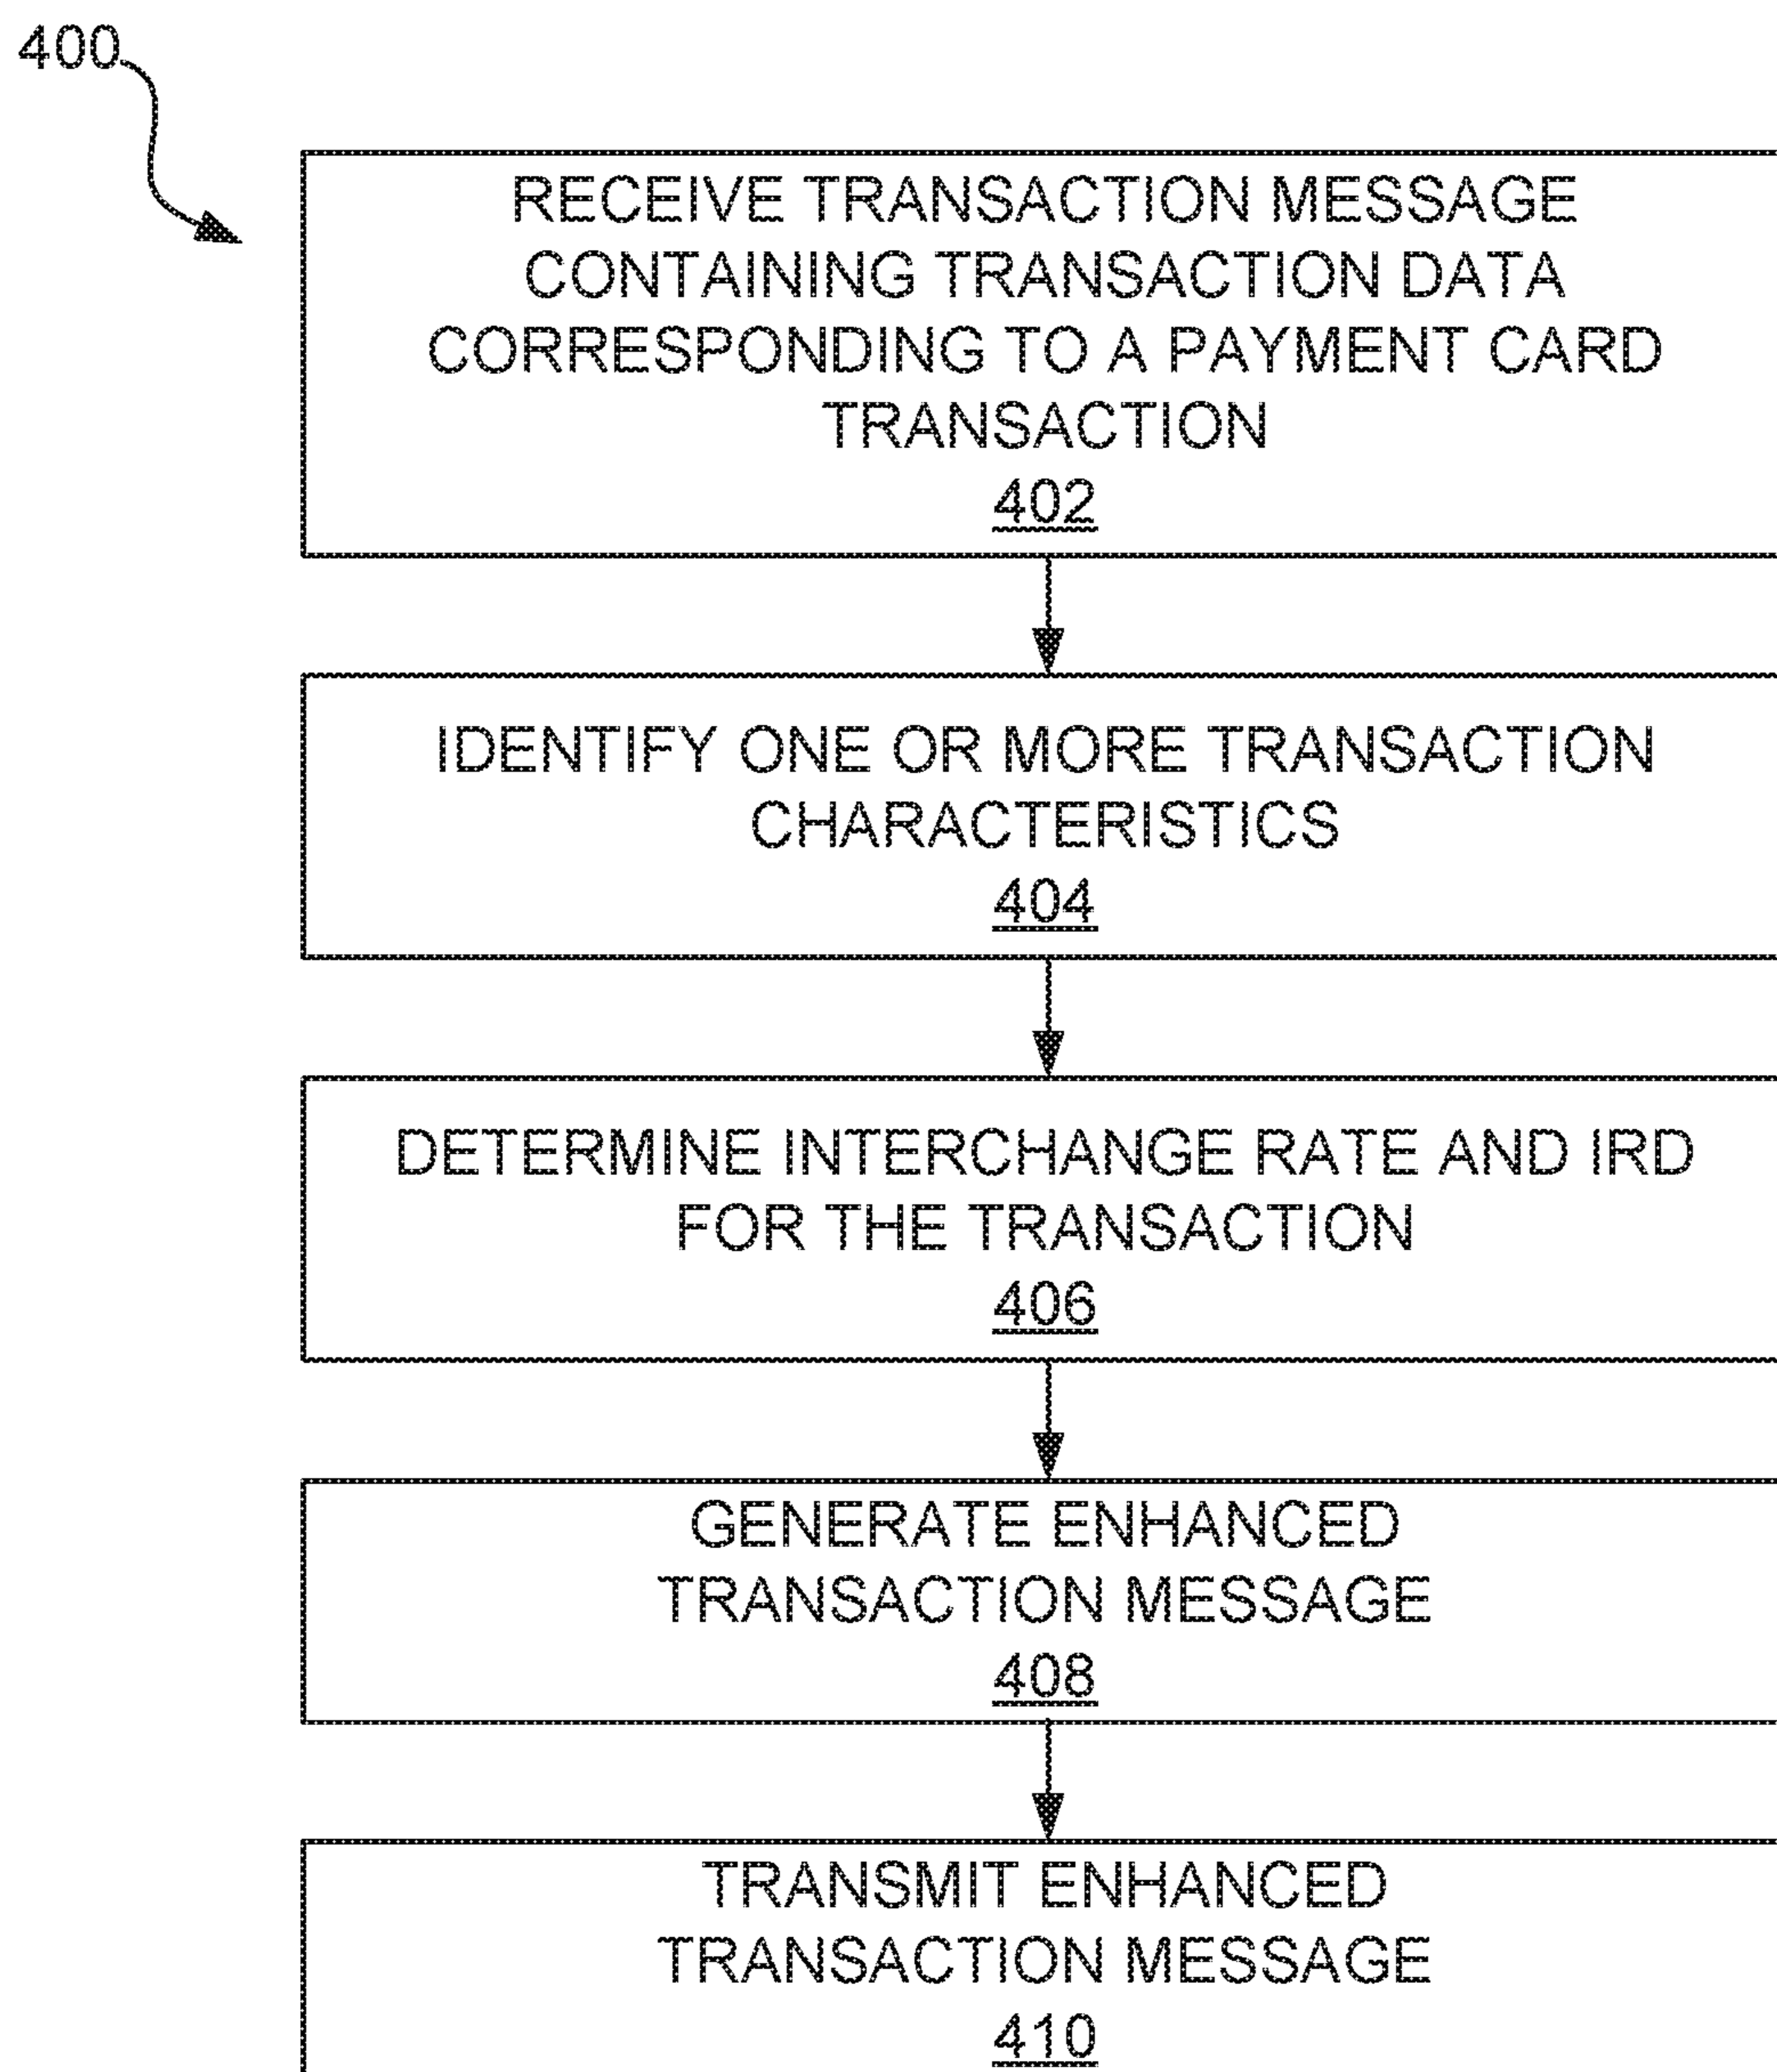 400
RECEIVE TRANSACTION MESSAGE
CONTAINING TRANSACTION DATA
CORRESPONDING TO A PAYMENT CARD
TRANSACTION
402
IDENTIFY ONE OR MORE TRANSACTION
CHARACTERISTICS
404
DETERMINE INTERCHANGE RATE AND IRD
FOR THE TRANSACTION
406
GENERATE ENHANCED
TRANSACTION MESSAGE
408
TRANSMIT ENHANCED
TRANSACTION MESSAGE
410